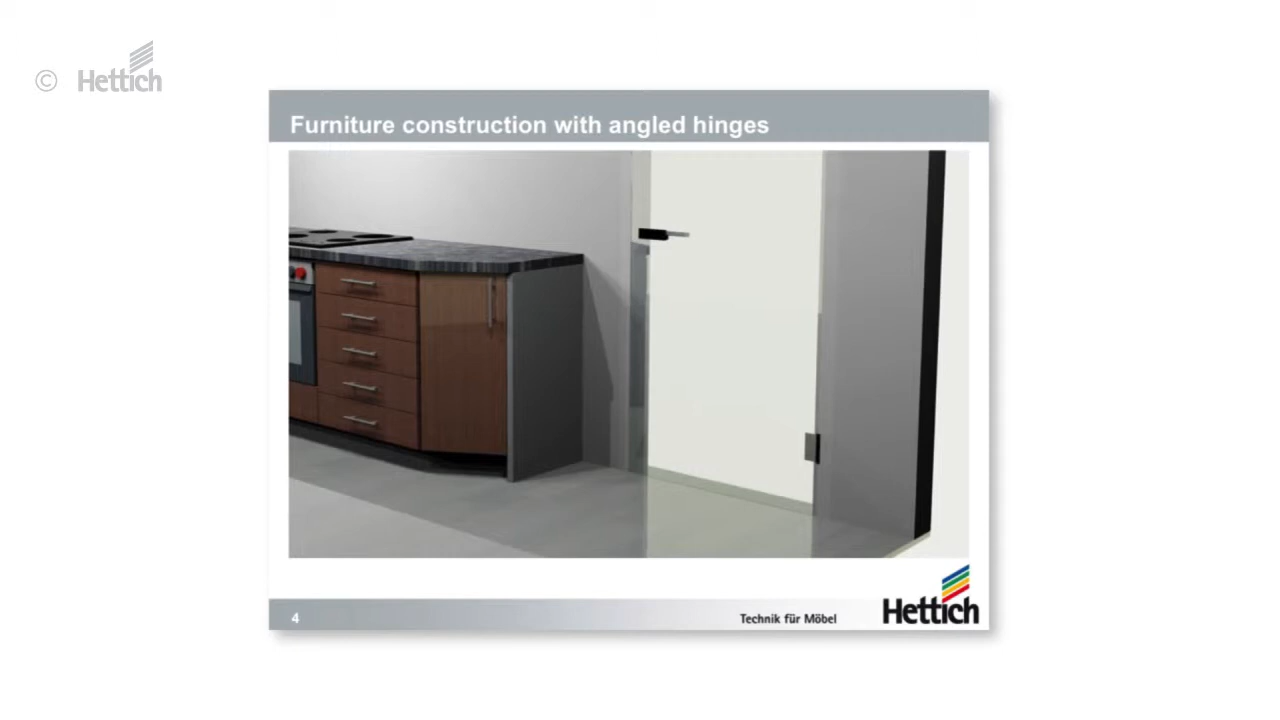 © Hettich
Furniture construction with angled hinges
4
Technik für Möbel
Hettich